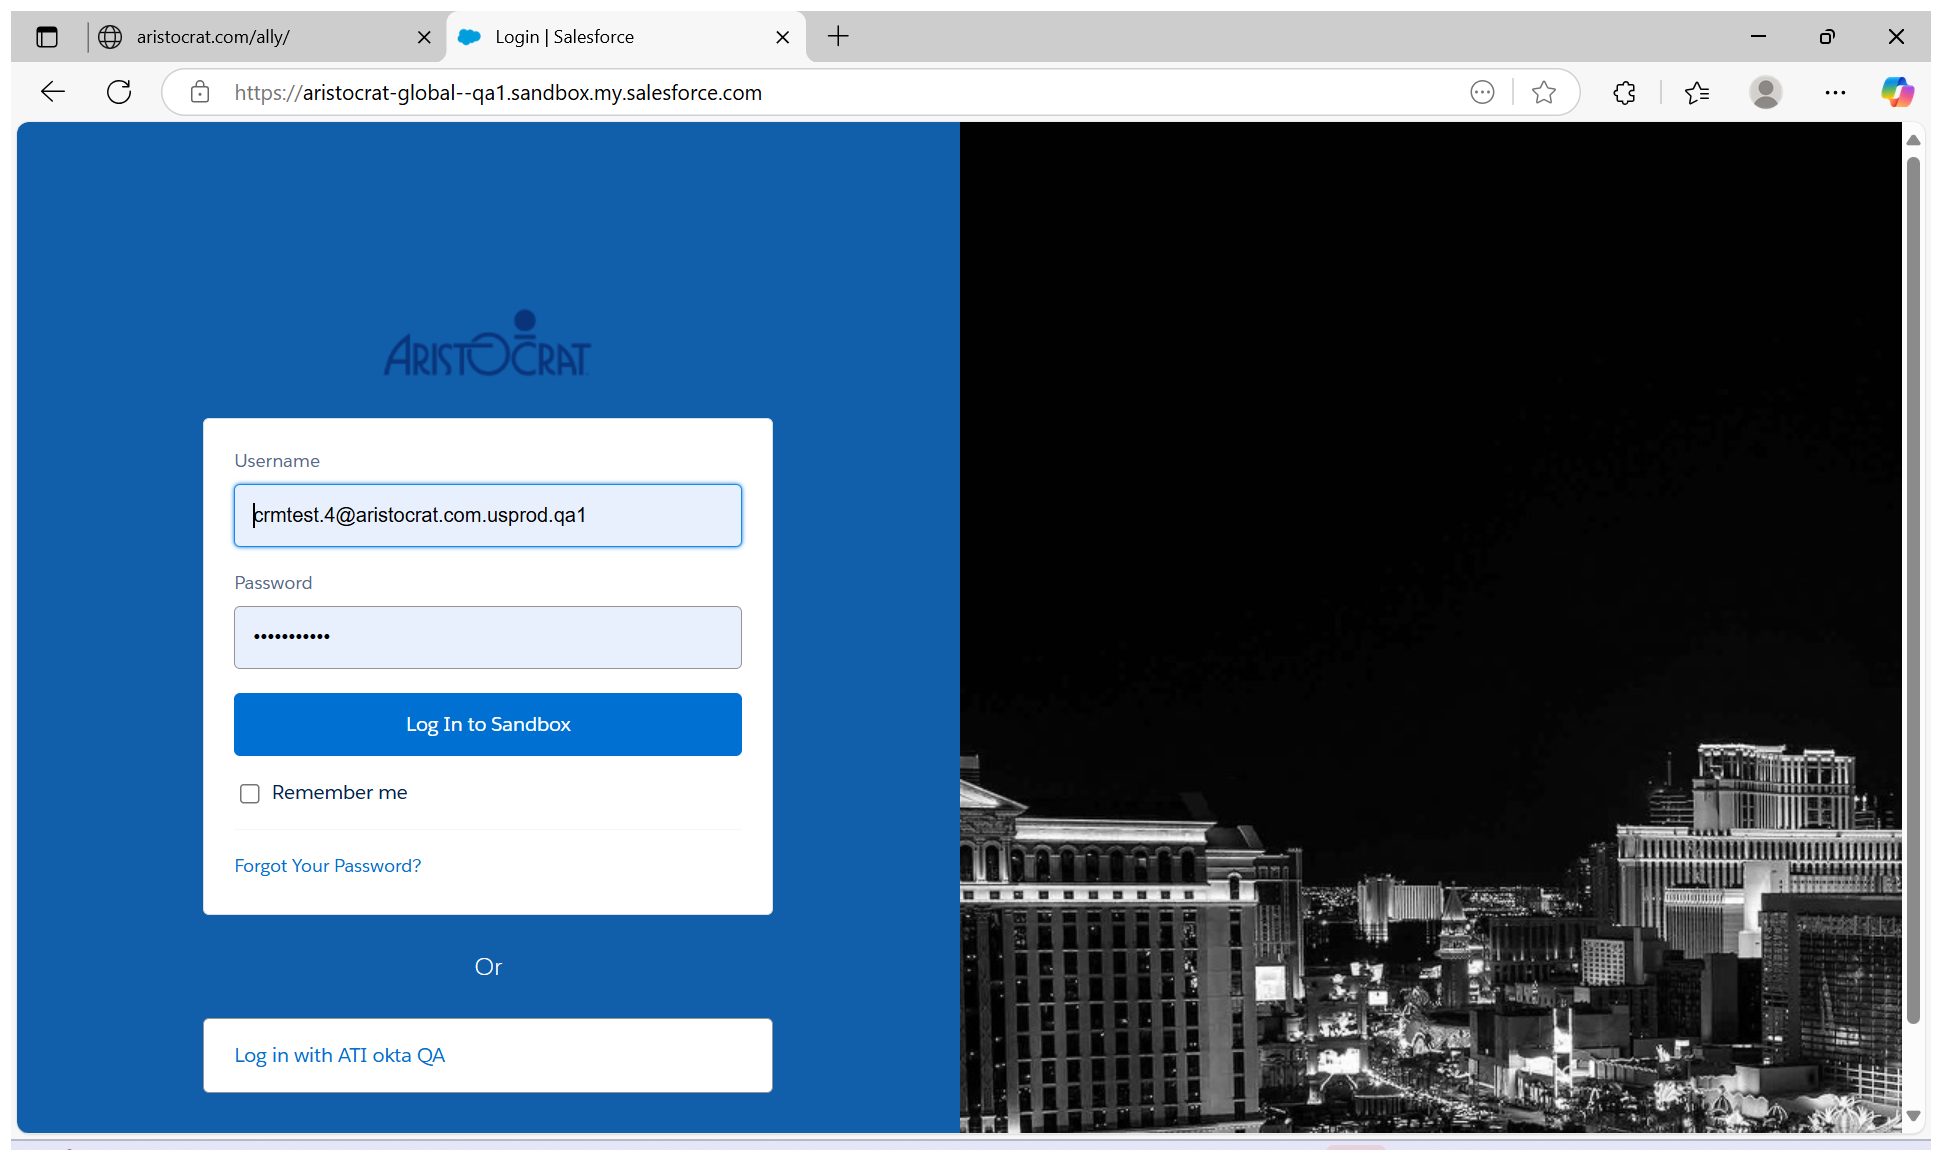 aristocrat.com/ally/
Login | Salesforce
https://aristocrat-global--qa1.sandbox.my.salesforce.com
ARISTOCRAT
Username
crmtest.4@aristocrat.com.usprod.qa1
Password
•••••••••••
Log In to Sandbox
Remember me
Forgot Your Password?
Or
Log in with ATI okta QA